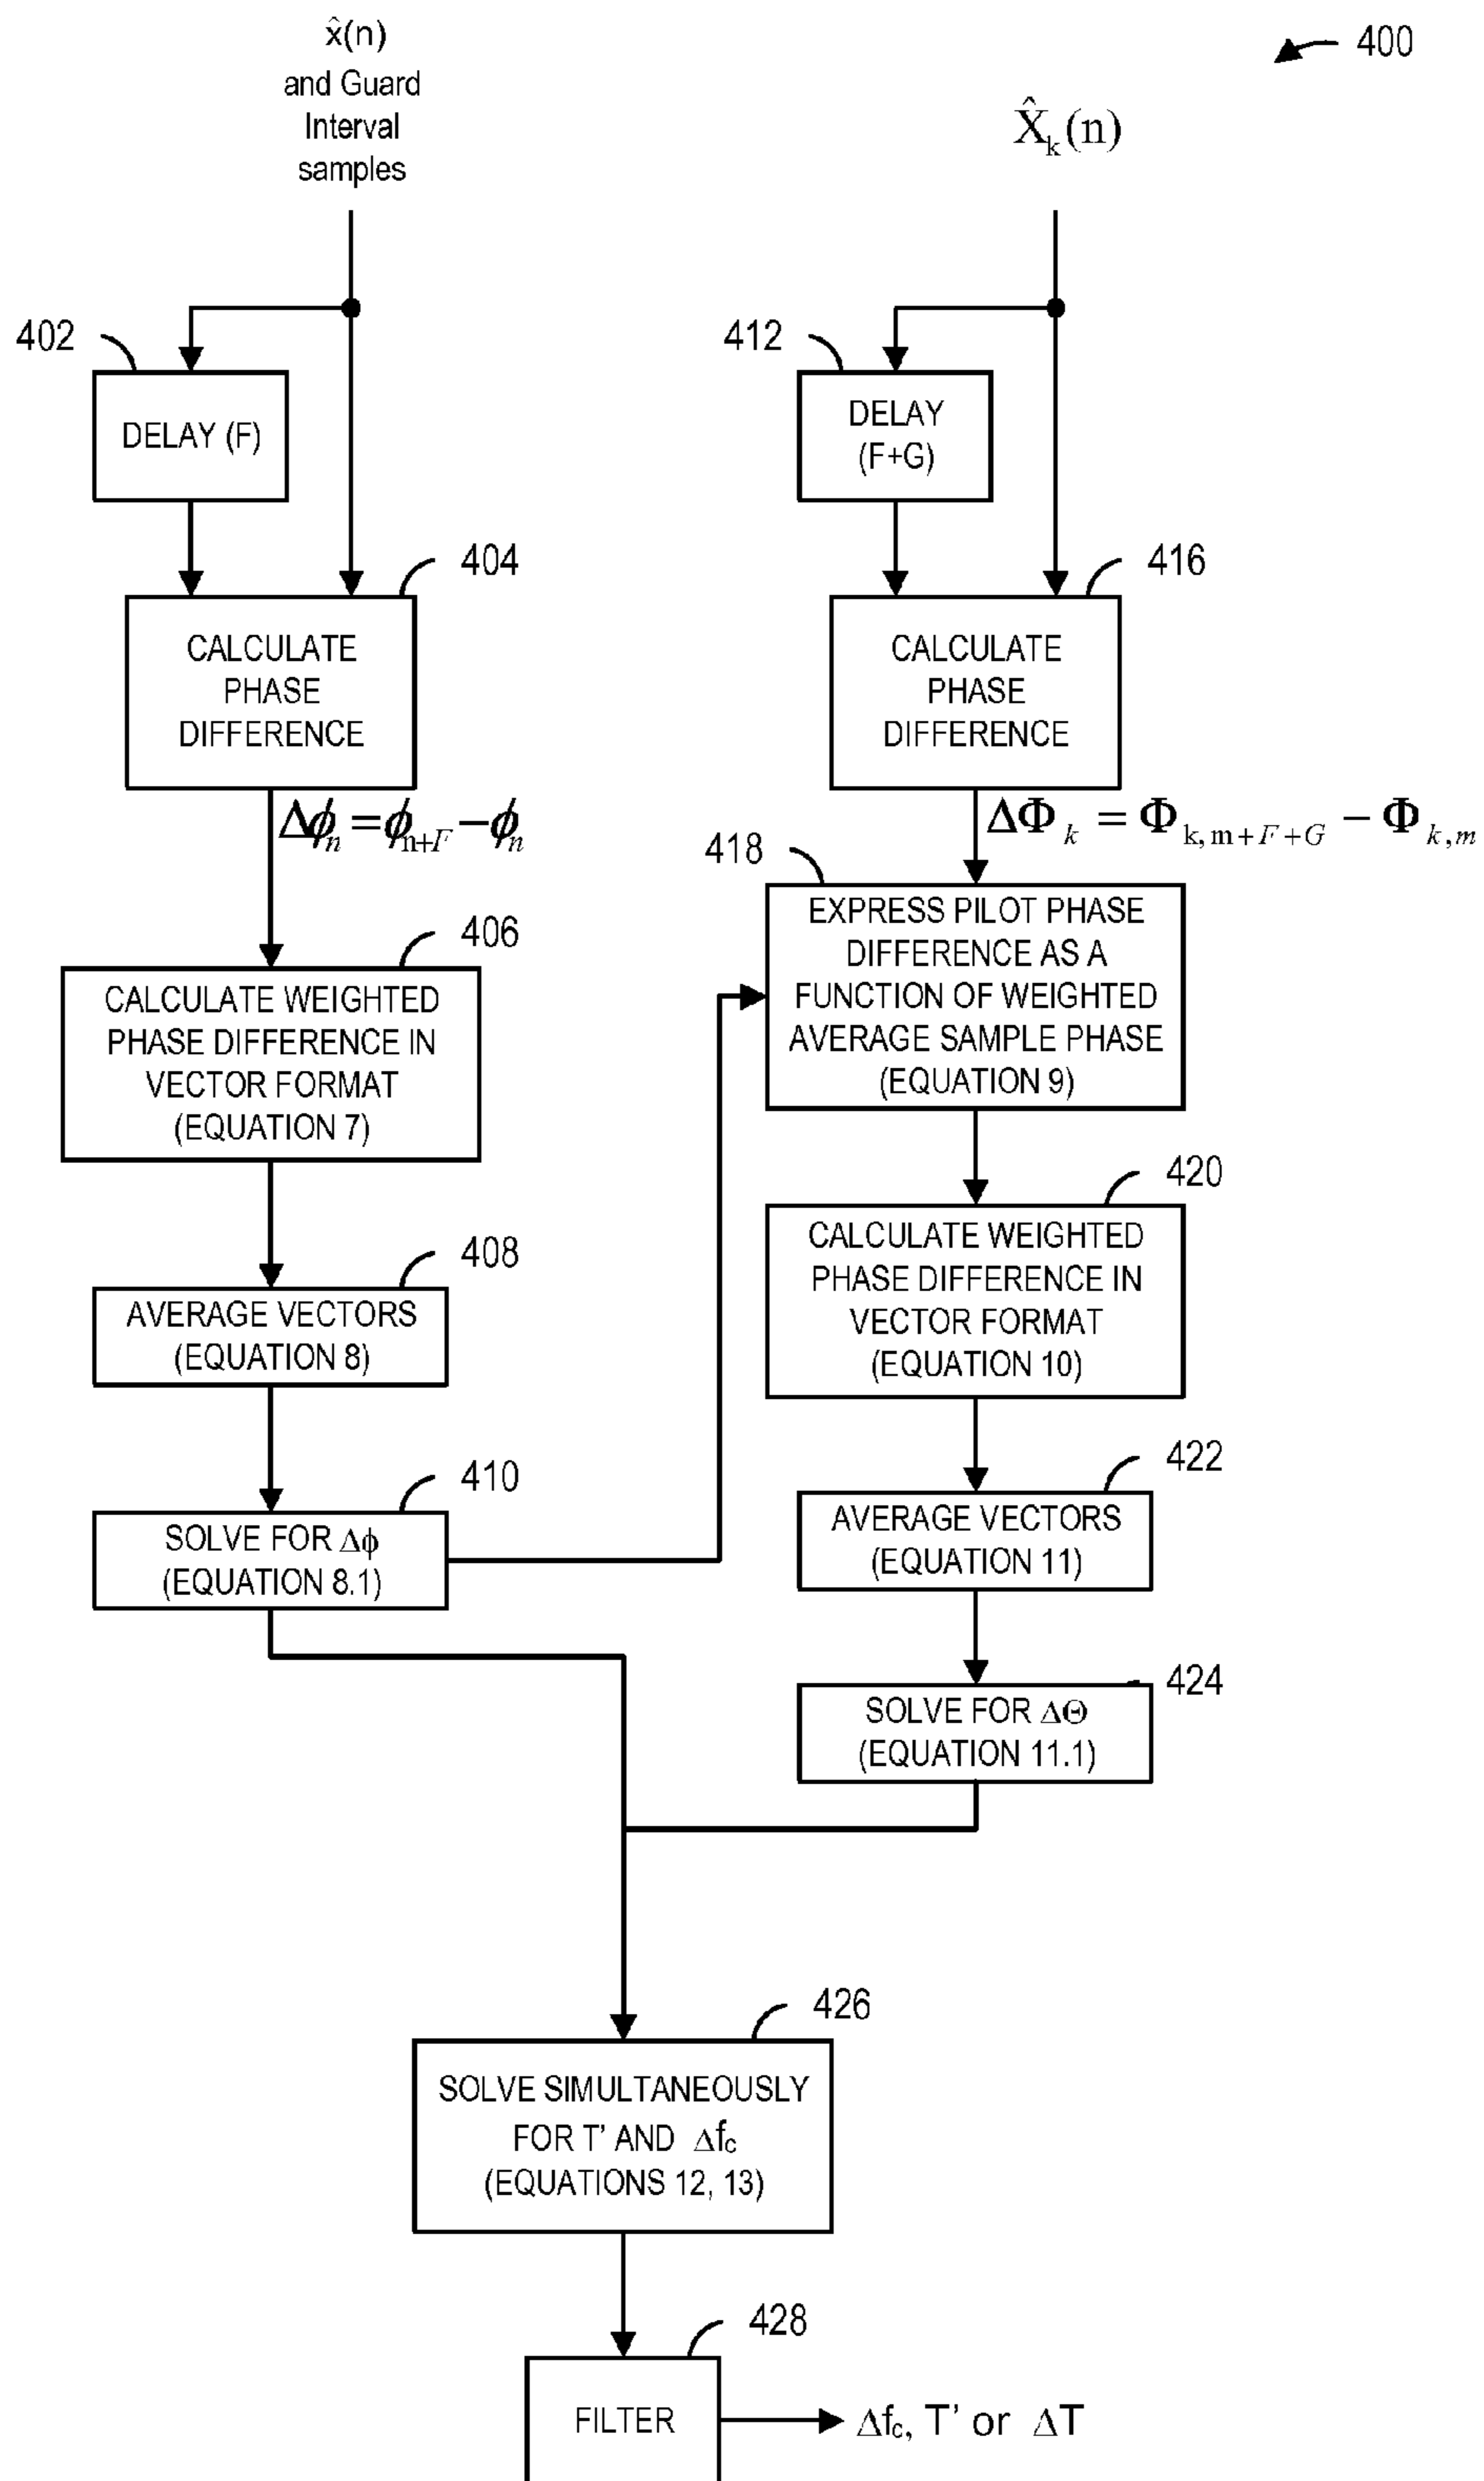 x̂(n)
and Guard
Interval
samples
400
X̂k(n)
402
DELAY (F)
412
DELAY
(F+G)
404
CALCULATE
PHASE
DIFFERENCE
416
CALCULATE
PHASE
DIFFERENCE
Δϕn = ϕn+F − ϕn
ΔΦk = Φk, m+F+G − Φk,m
406
CALCULATE WEIGHTED
PHASE DIFFERENCE IN
VECTOR FORMAT
(EQUATION 7)
418
EXPRESS PILOT PHASE
DIFFERENCE AS A
FUNCTION OF WEIGHTED
AVERAGE SAMPLE PHASE
(EQUATION 9)
408
AVERAGE VECTORS
(EQUATION 8)
420
CALCULATE WEIGHTED
PHASE DIFFERENCE IN
VECTOR FORMAT
(EQUATION 10)
410
SOLVE FOR Δϕ
(EQUATION 8.1)
422
AVERAGE VECTORS
(EQUATION 11)
424
SOLVE FOR ΔΘ
(EQUATION 11.1)
426
SOLVE SIMULTANEOUSLY
FOR T' AND Δfc
(EQUATIONS 12, 13)
428
FILTER
Δfc, T' or ΔT